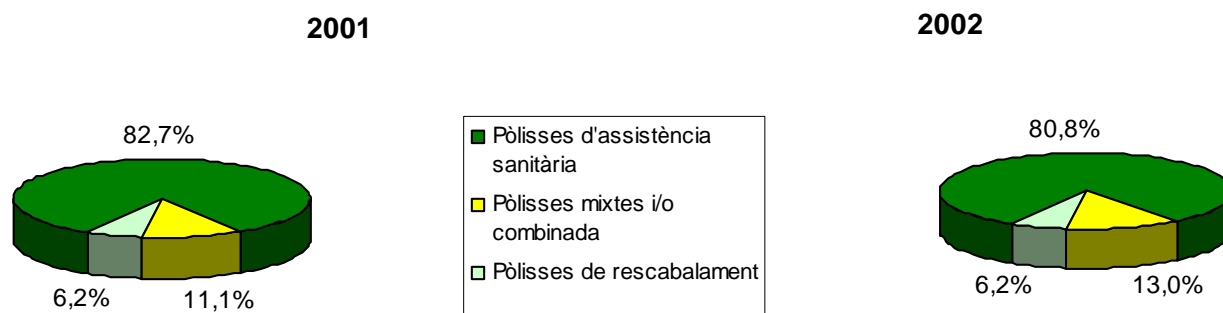 2001
2002
82,7%
6,2%
11,1%
Pòlisses d'assistència
sanitària
Pòlisses mixtes i/o
combinada
Pòlisses de rescabalament
80,8%
6,2%
13,0%